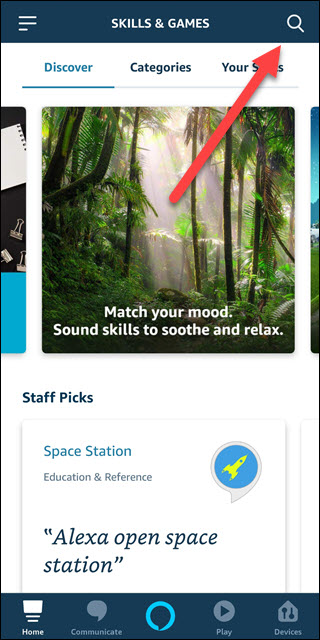 SKILLS & GAMES
Discover
Categories
Your S
Match your mood.
Sound skills to soothe and relax.
Staff Picks
Space Station
Education & Reference
“Alexa open space
station”
Home
Communicate
Play
Devices